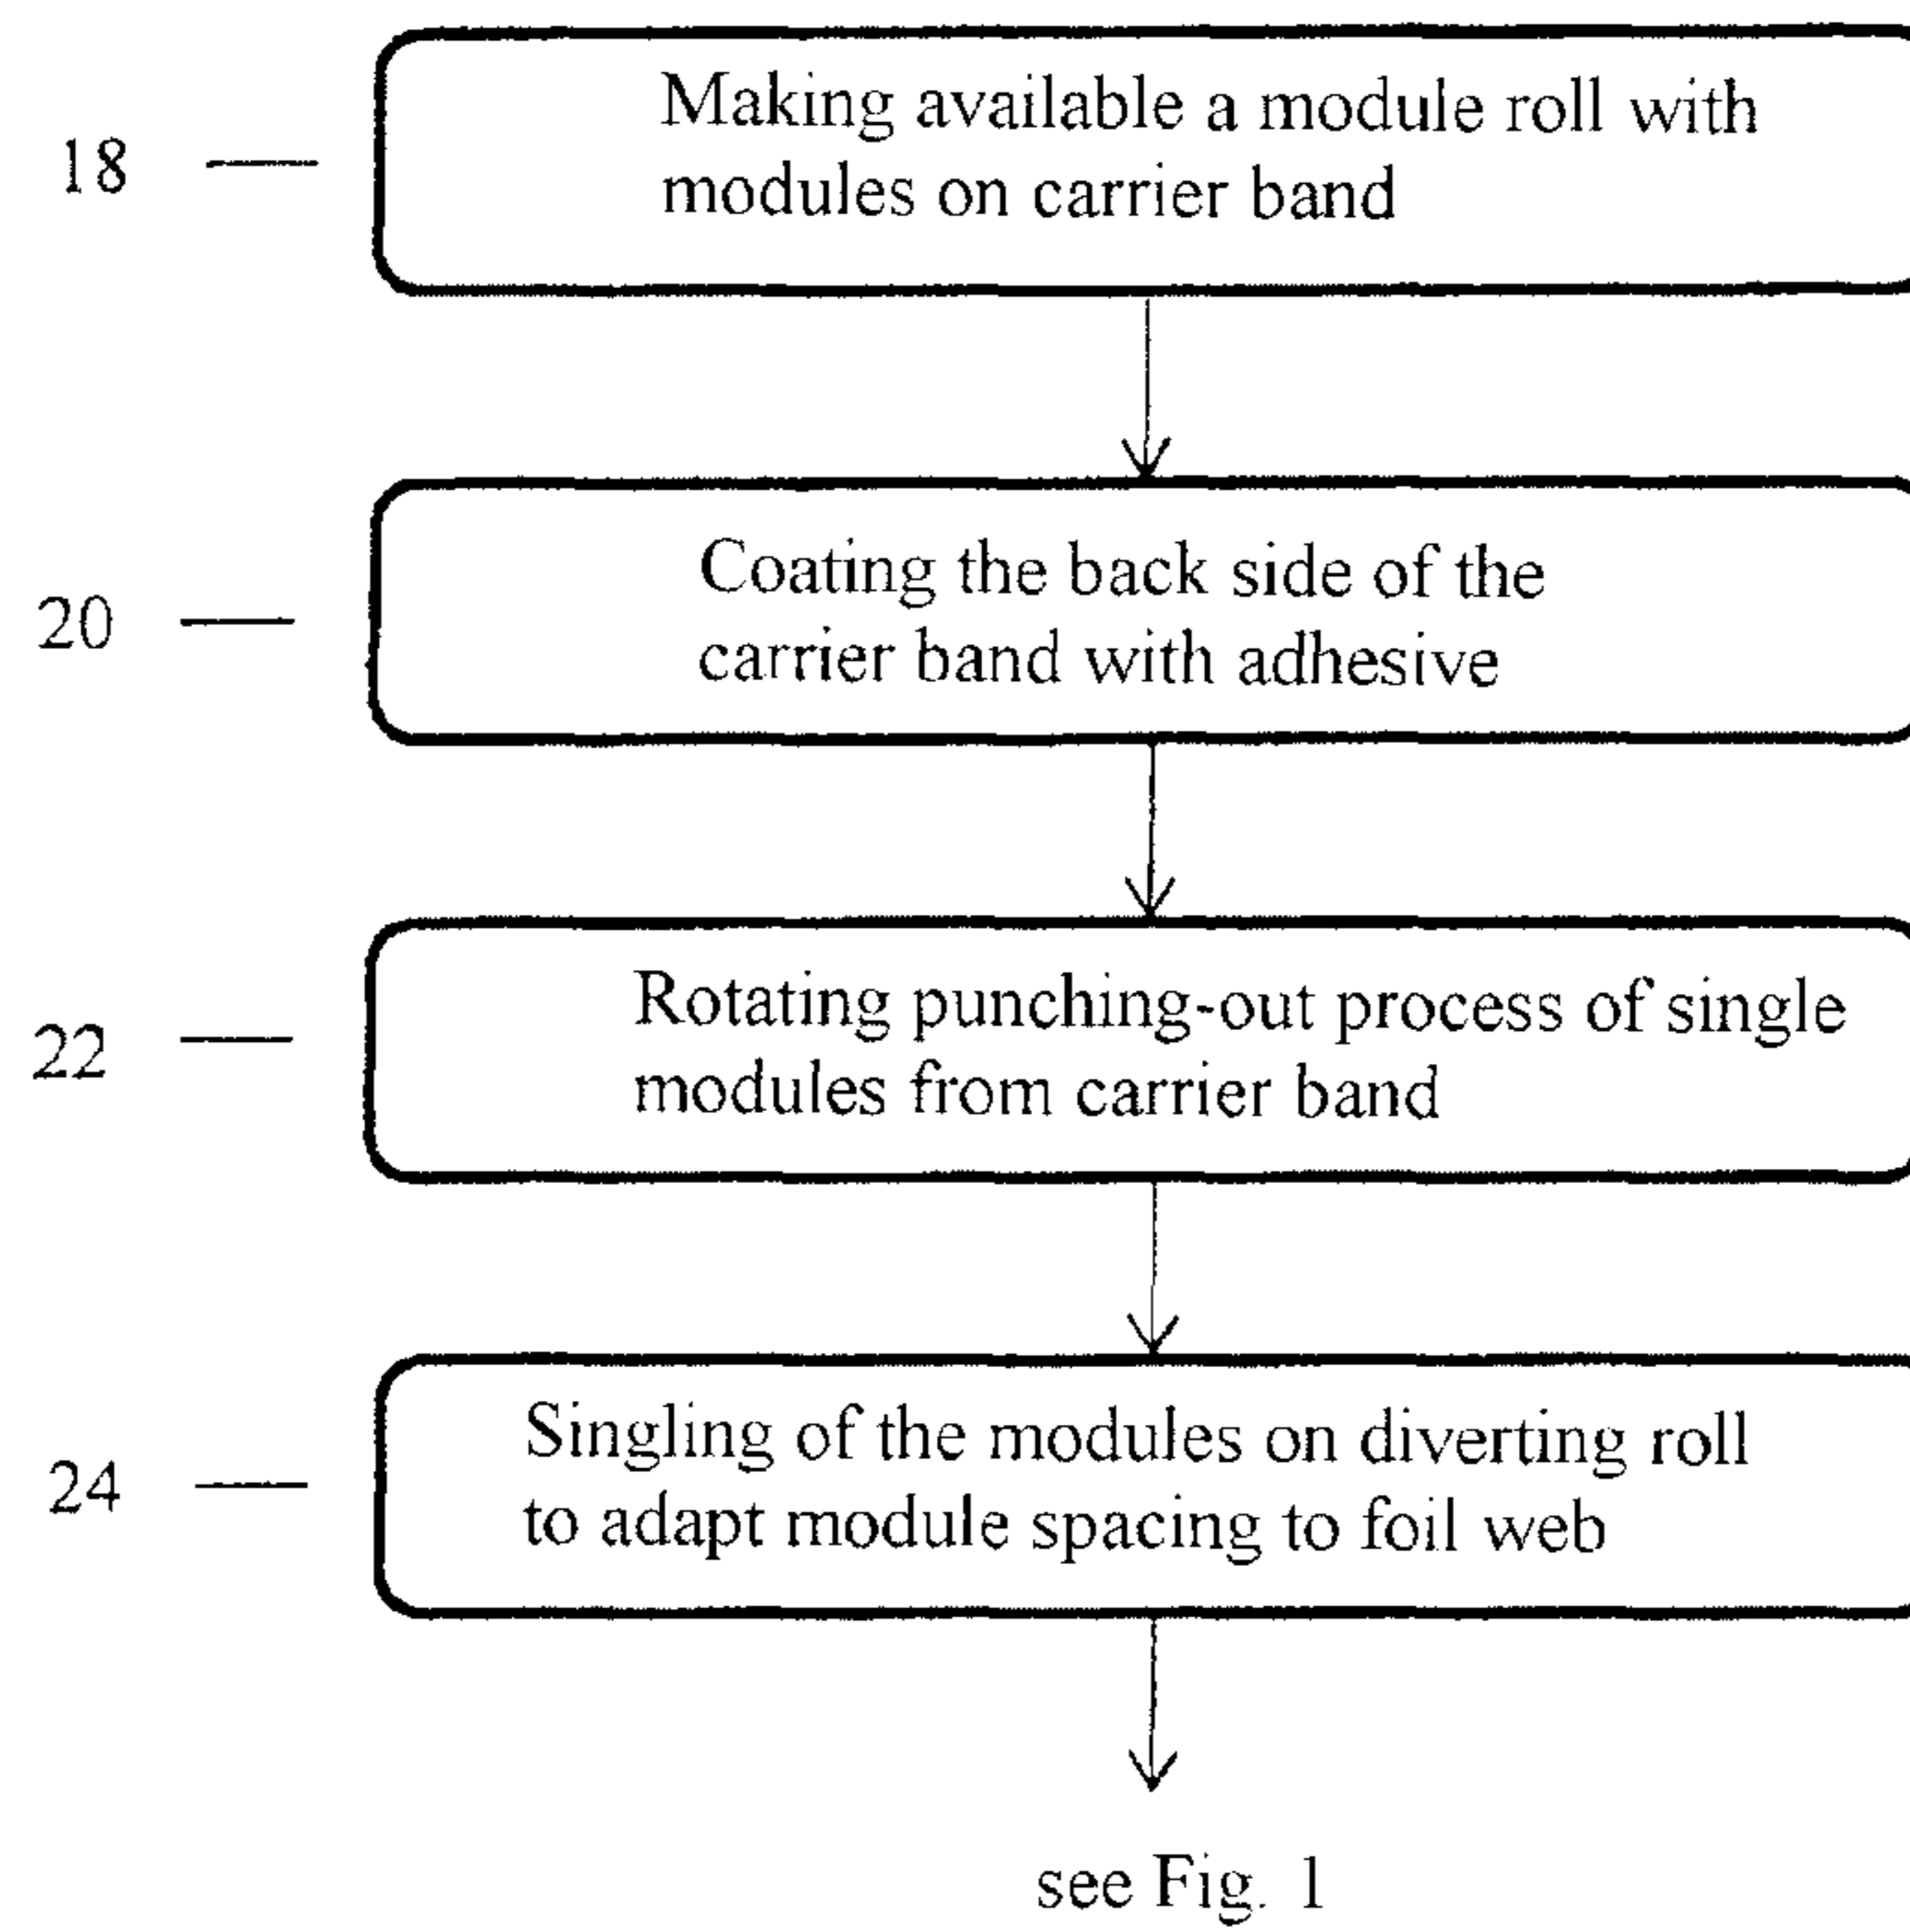 18
Making available a module roll with
modules on carrier band
20
Coating the back side of the
carrier band with adhesive
22
Rotating punching-out process of single
modules from carrier band
24
Singling of the modules on diverting roll
to adapt module spacing to foil web
see Fig. 1